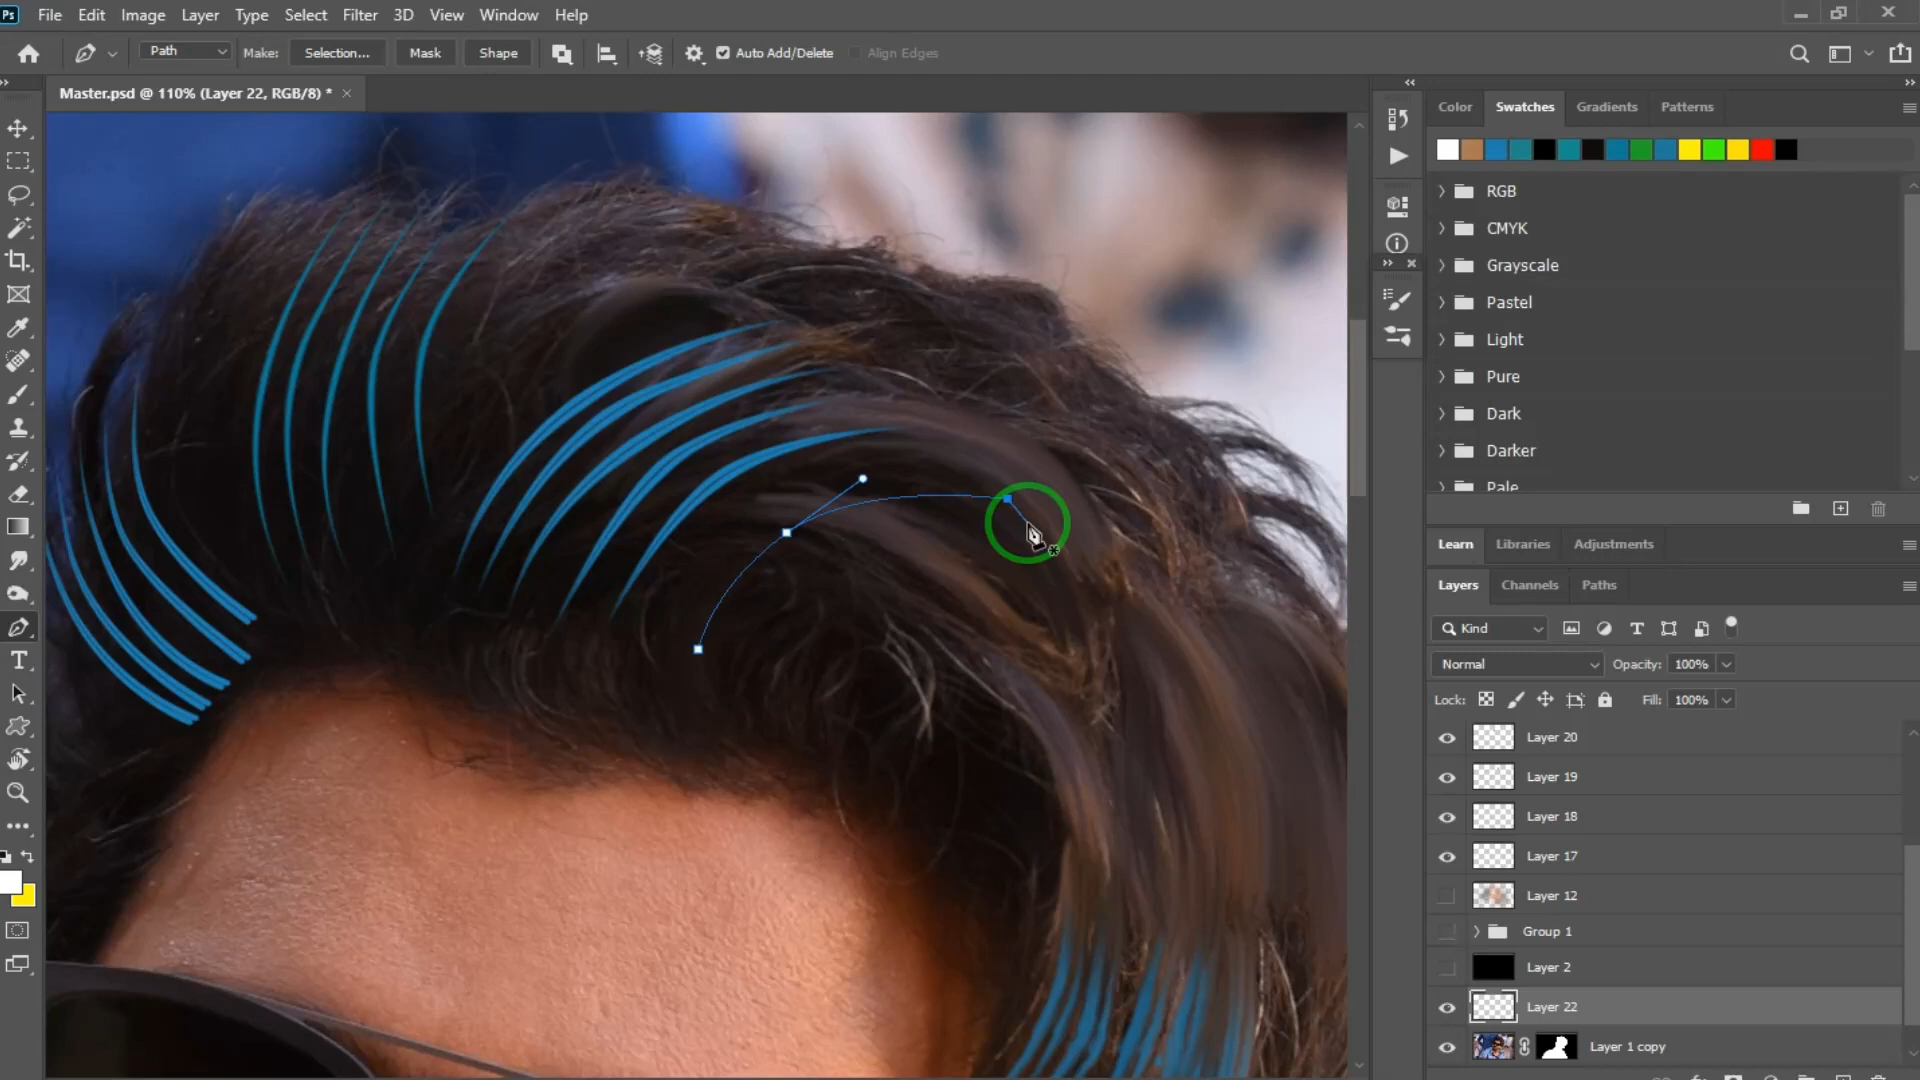 Ps File Edit Image Layer Type Select Filter 3D View Window Help
Path Make: Selection... Mask Shape Auto Add/Delete Align Edges
Master.psd @ 110% (Layer 22, RGB/8) * ×
Color Swatches Gradients Patterns
RGB
CMYK
Grayscale
Pastel
Light
Pure
Dark
Darker
Pale
Learn Libraries Adjustments
Layers Channels Paths
Kind
Normal Opacity: 100%
Lock: Fill: 100%
Layer 20
Layer 19
Layer 18
Layer 17
Layer 12
Group 1
Layer 2
Layer 22
Layer 1 copy